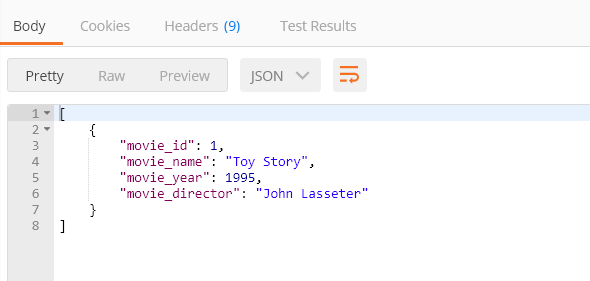 Body Cookies Headers (9) Test Results
Pretty Raw Preview JSON
1 [
2 {
3 "movie_id": 1,
4 "movie_name": "Toy Story",
5 "movie_year": 1995,
6 "movie_director": "John Lasseter"
7 }
8 ]